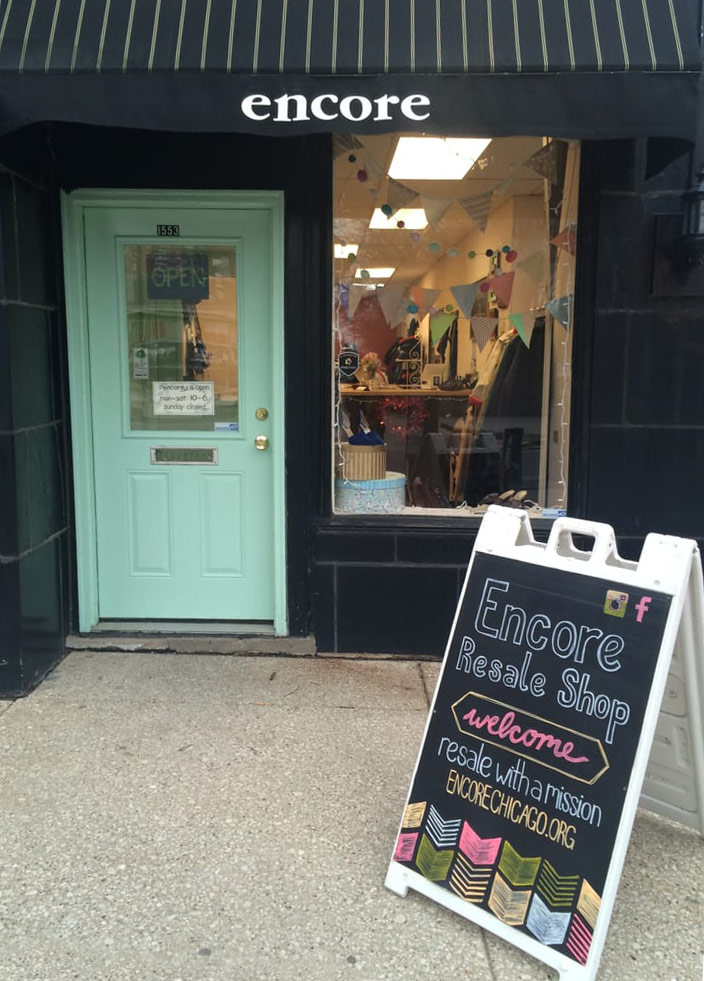 encore
1553
OPEN
encore is open
mon-sat: 10-6
sunday: closed
Encore
Resale Shop
welcome
resale with a mission
ENCORECHICAGO.ORG